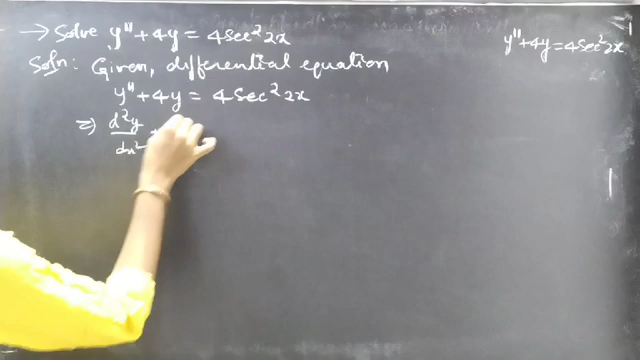 → Solve y'' + 4y = 4 Sec² 2x
y'' + 4y = 4 Sec² 2x
Soln: Given, differential equation
y'' + 4y = 4 Sec² 2x
⇒ d²y/dx² +